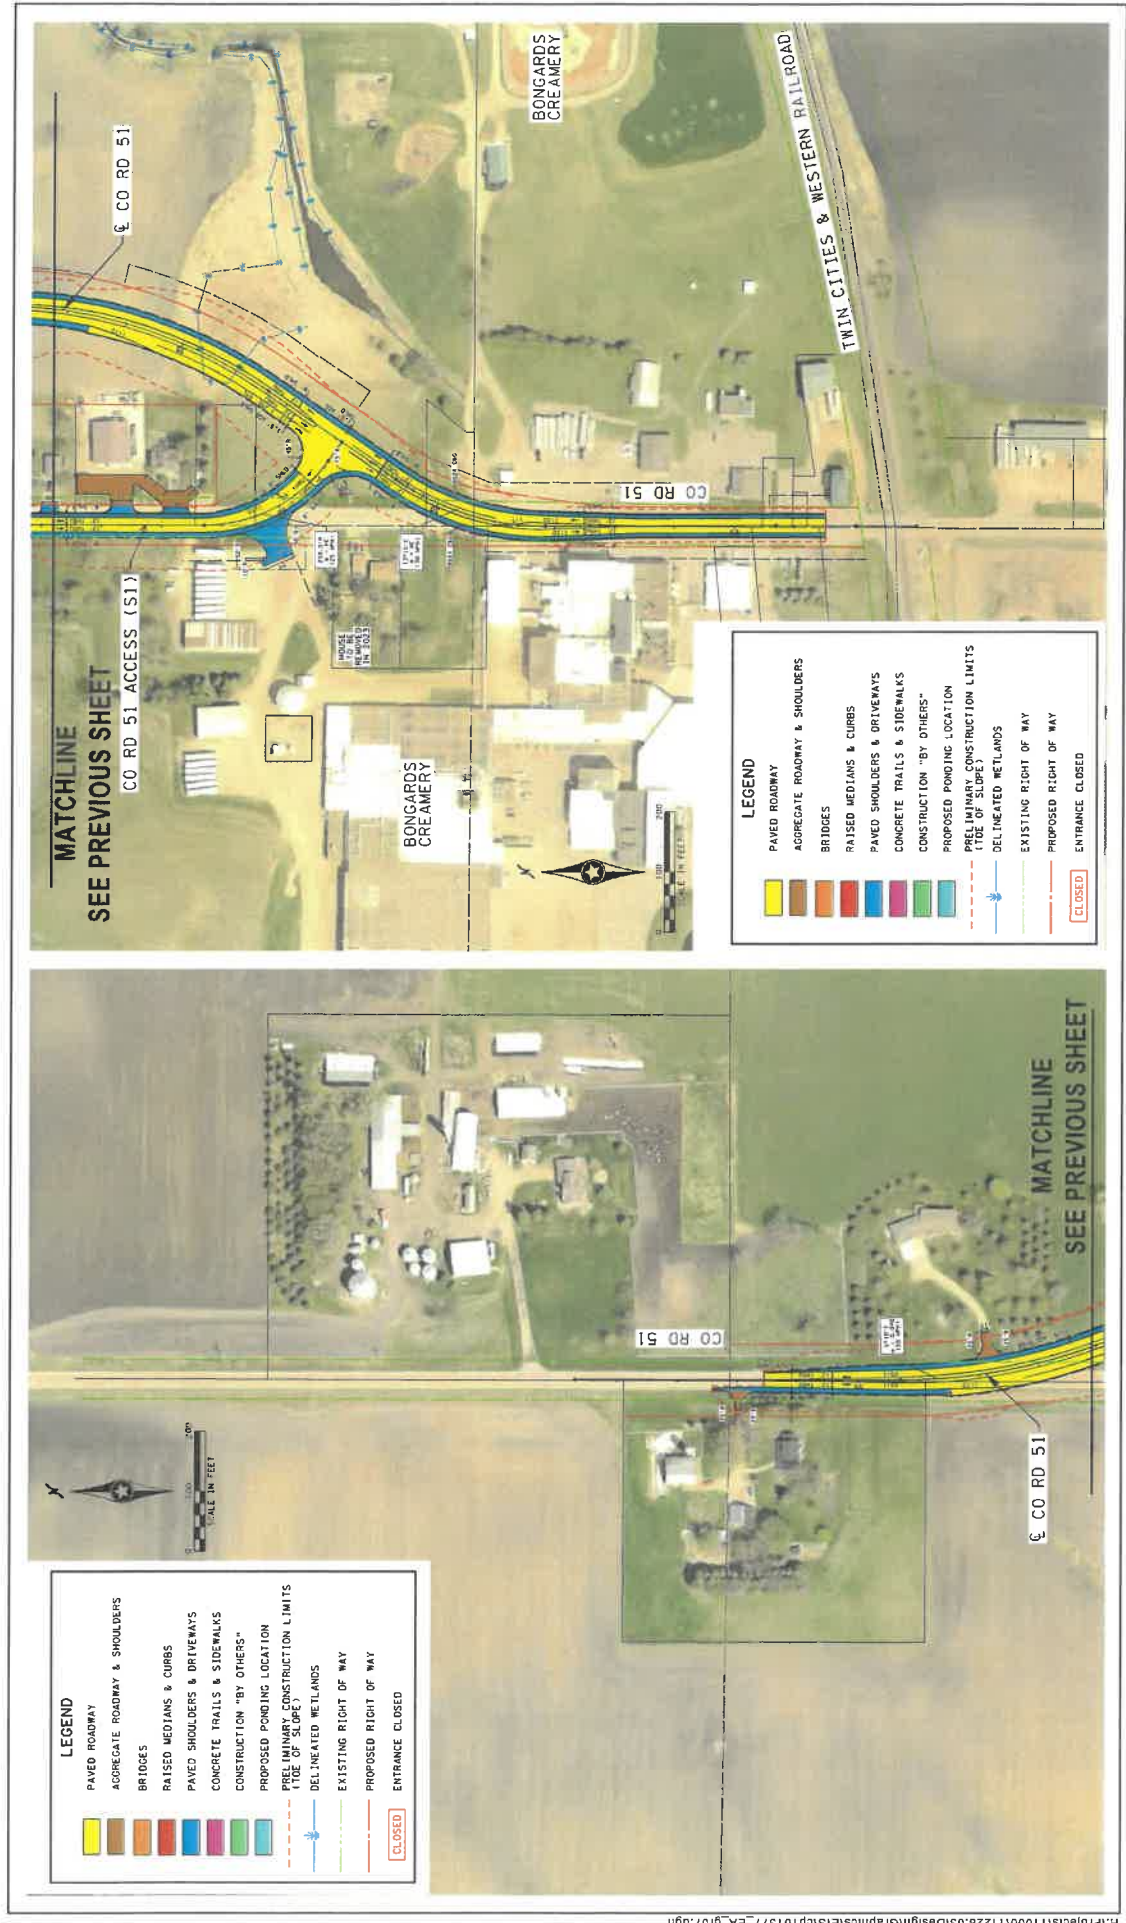 MATCHLINE
SEE PREVIOUS SHEET
CO RD 51 ACCESS (S1)
℄ CO RD 51
BONGARDS
CREAMERY
TWIN CITIES & WESTERN RAILROAD
CO RD 51
HOUSE
TO BE
REMOVED
IN 2023
BONGARDS
CREAMERY
0 100 200
SCALE IN FEET
LEGEND
PAVED ROADWAY
AGGREGATE ROADWAY & SHOULDERS
BRIDGES
RAISED MEDIANS & CURBS
PAVED SHOULDERS & DRIVEWAYS
CONCRETE TRAILS & SIDEWALKS
CONSTRUCTION "BY OTHERS"
PROPOSED PONDING LOCATION
PRELIMINARY CONSTRUCTION LIMITS
(TOE OF SLOPE)
DELINEATED WETLANDS
EXISTING RIGHT OF WAY
PROPOSED RIGHT OF WAY
CLOSED ENTRANCE CLOSED
LEGEND
PAVED ROADWAY
AGGREGATE ROADWAY & SHOULDERS
BRIDGES
RAISED MEDIANS & CURBS
PAVED SHOULDERS & DRIVEWAYS
CONCRETE TRAILS & SIDEWALKS
CONSTRUCTION "BY OTHERS"
PROPOSED PONDING LOCATION
PRELIMINARY CONSTRUCTION LIMITS
(TOE OF SLOPE)
DELINEATED WETLANDS
EXISTING RIGHT OF WAY
PROPOSED RIGHT OF WAY
CLOSED ENTRANCE CLOSED
0 100 200
SCALE IN FEET
CO RD 51
℄ CO RD 51
MATCHLINE
SEE PREVIOUS SHEET